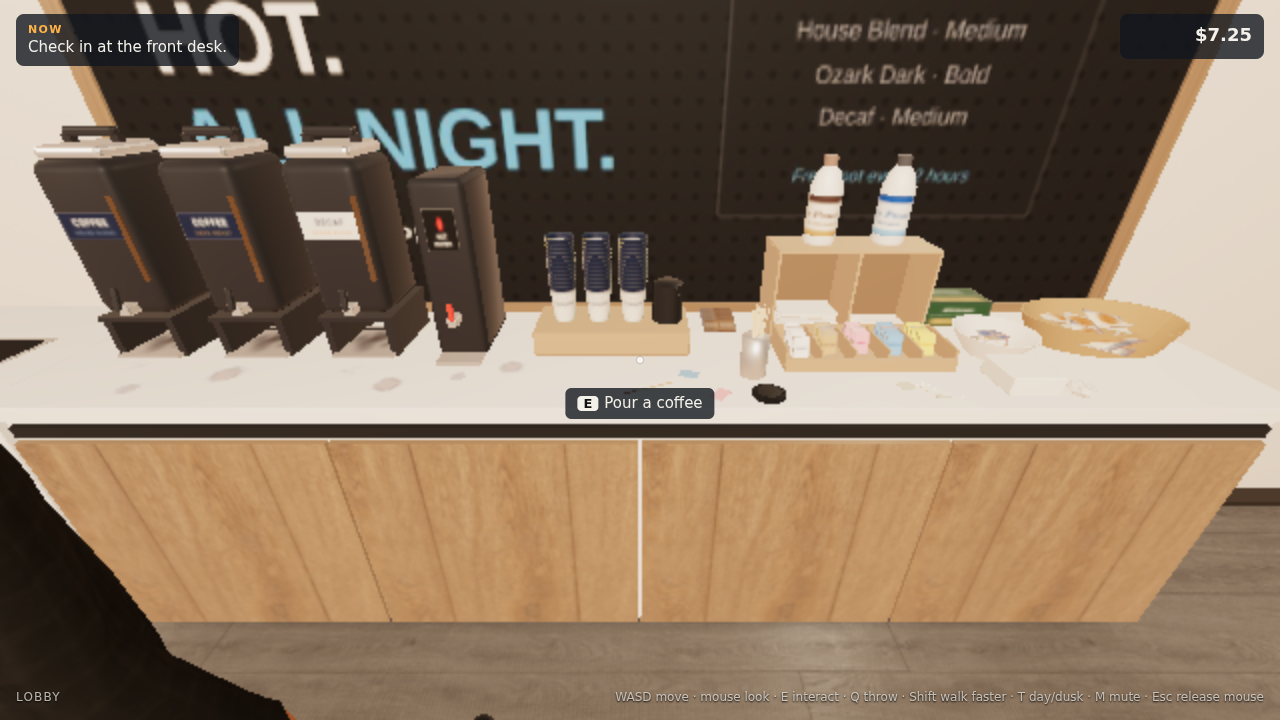 NOW
Check in at the front desk.
$7.25
HOT.
ALL NIGHT.
House Blend · Medium
Ozark Dark · Bold
Decaf · Medium
hours
COFFEE
COFFEE
DECAF
E Pour a coffee
LOBBY
WASD move · mouse look · E interact · Q throw · Shift walk faster · T day/dusk · M mute · Esc release mouse